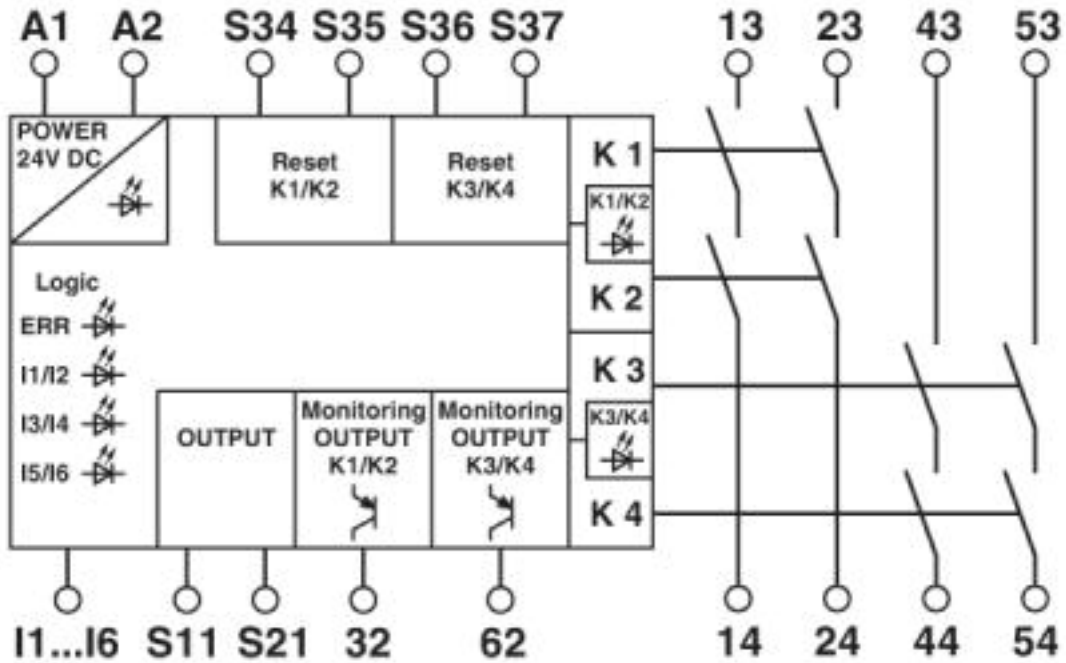 A1 A2 S34 S35 S36 S37 13 23 43 53
POWER
24V DC
Reset
K1/K2
Reset
K3/K4
K 1
K1/K2
K 2
Logic
ERR
I1/I2
I3/I4
I5/I6
OUTPUT
Monitoring
OUTPUT
K1/K2
Monitoring
OUTPUT
K3/K4
K 3
K3/K4
K 4
I1...I6 S11 S21 32 62 14 24 44 54